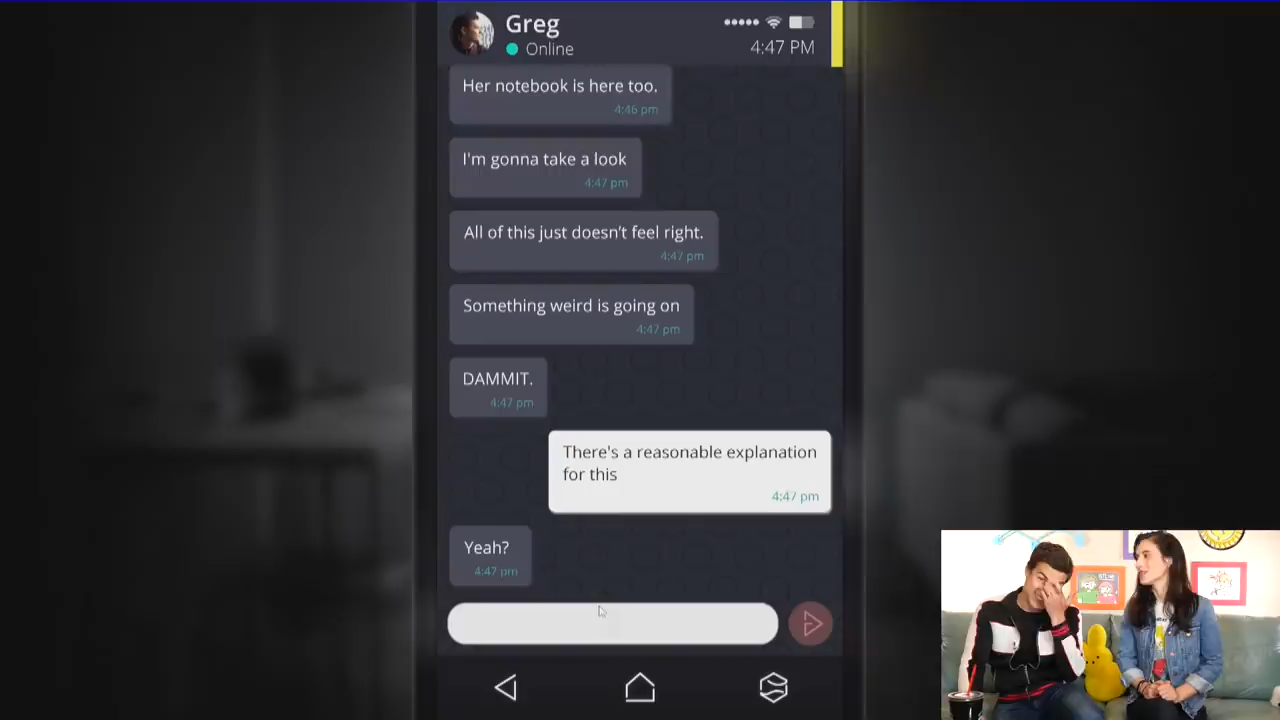 Greg
Online
4:47 PM
Her notebook is here too.
4:46 pm
I'm gonna take a look
4:47 pm
All of this just doesn't feel right.
4:47 pm
Something weird is going on
4:47 pm
DAMMIT.
4:47 pm
There's a reasonable explanation
for this
4:47 pm
Yeah?
4:47 pm